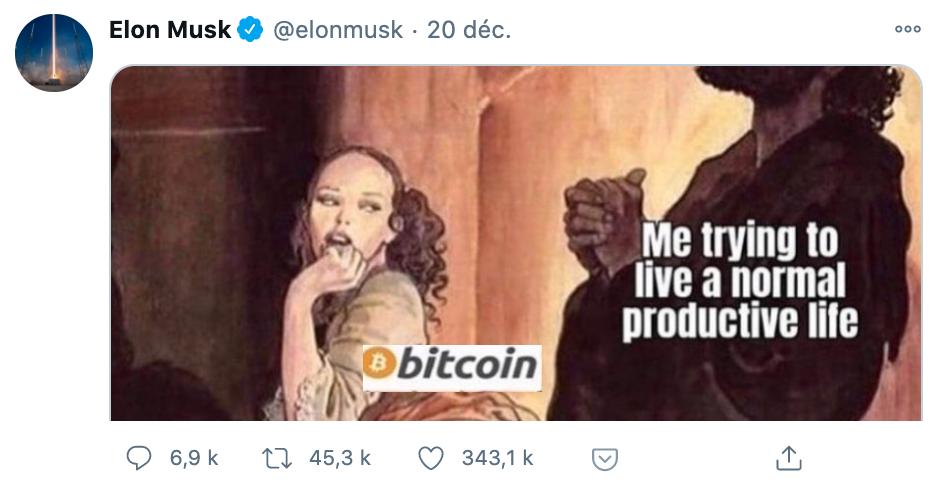 Elon Musk @elonmusk · 20 déc.
Me trying to
live a normal
productive life
bitcoin
6,9 k 45,3 k 343,1 k